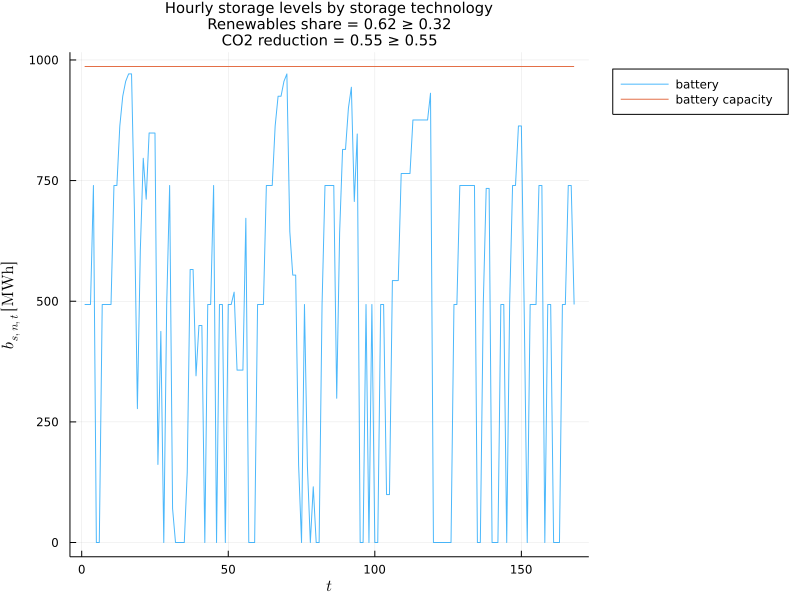 Hourly storage levels by storage technology
Renewables share = 0.62 ≥ 0.32
CO2 reduction = 0.55 ≥ 0.55
battery
battery capacity
b_{s, n, t} [MWh]
1000
750
500
250
0
0 50 100 150
t